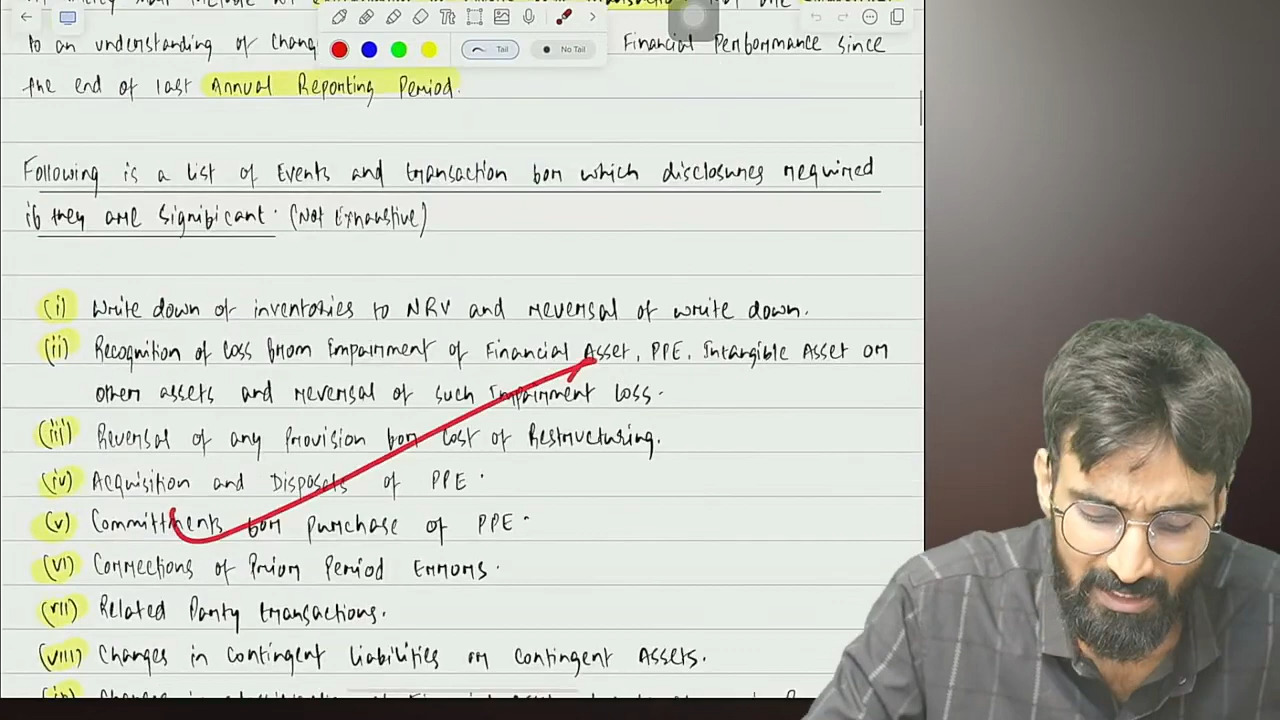 to an understanding of Chang Financial Performance since
the end of last Annual Reporting Period.
Tail No Tail
Following is a list of Events and transaction for which disclosures required
if they are significant. (Not Exhaustive)
(i) Write down of inventories to NRV and reversal of write down.
(ii) Recognition of loss from Impairment of Financial Asset, PPE, Intangible Asset or
other assets and reversal of such Impairment Loss.
(iii) Reversal of any Provision for Cost of Restructuring.
(iv) Acquisition and Disposals of PPE.
(v) Committments for purchase of PPE.
(vi) Corrections of Prior Period Errors.
(vii) Related Party transactions.
(viii) Changes in Contingent liabilities or Contingent Assets.